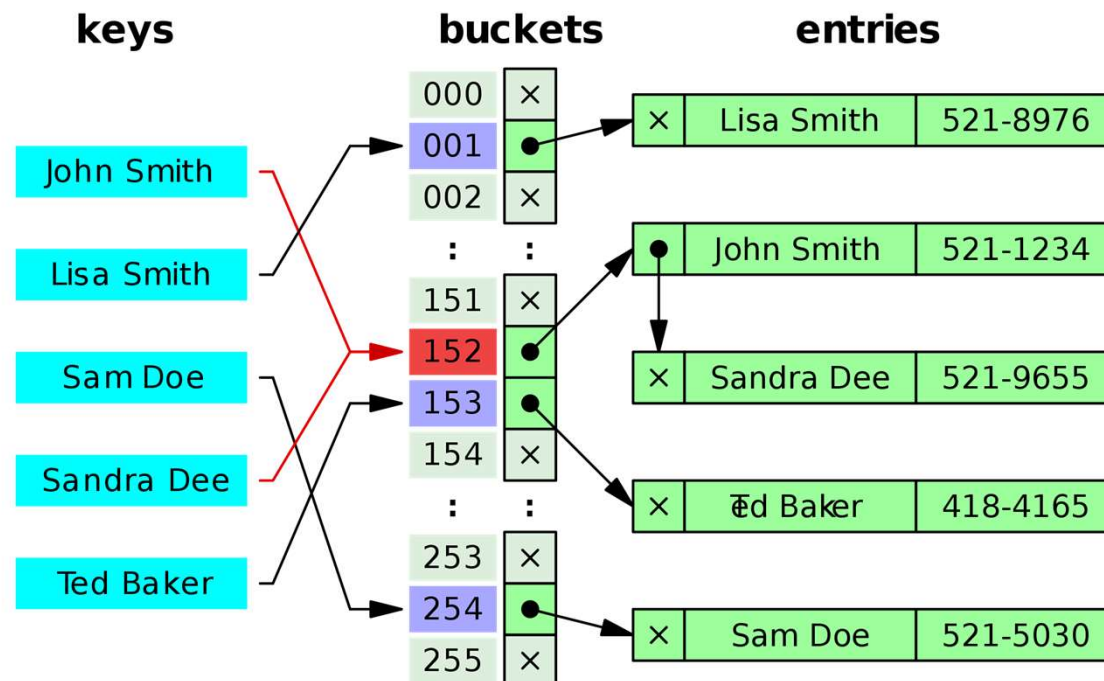 keys buckets entries
000 ×
× Lisa Smith 521-8976
001
John Smith
002 ×
: :
John Smith 521-1234
Lisa Smith
151 ×
152
Sam Doe
× Sandra Dee 521-9655
153
154 ×
Sandra Dee
: :
× Ted Baker 418-4165
253 ×
Ted Baker
254
× Sam Doe 521-5030
255 ×